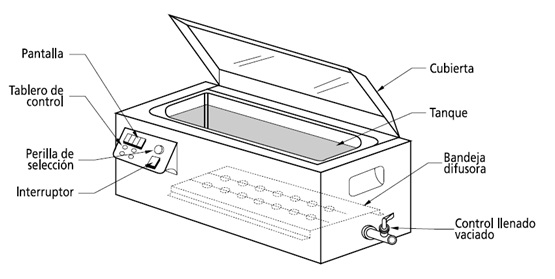 Pantalla
Tablero de
control
Perilla de
selección
Interruptor
Cubierta
Tanque
Bandeja
difusora
Control llenado
vaciado